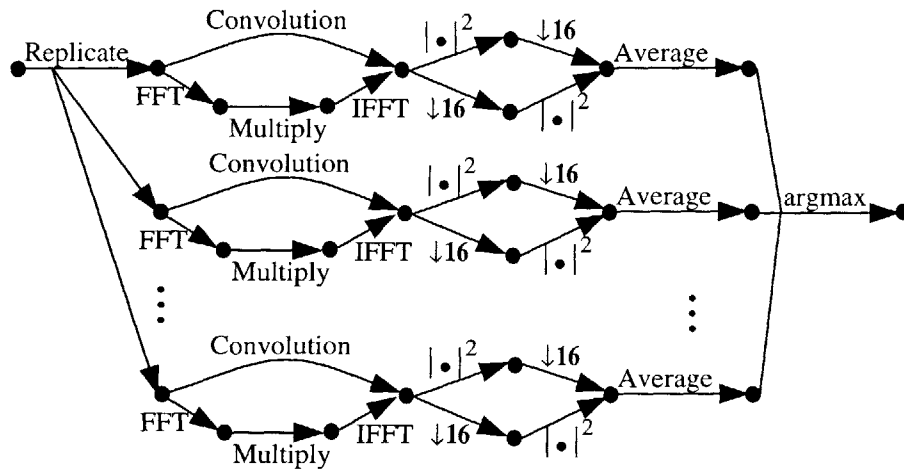 Convolution
|•|² ↓16
Replicate
Average
FFT
IFFT ↓16
|•|²
Multiply
Convolution
|•|² ↓16
Average
argmax
FFT
IFFT ↓16
|•|²
Multiply
Convolution
|•|² ↓16
Average
FFT
IFFT ↓16
|•|²
Multiply